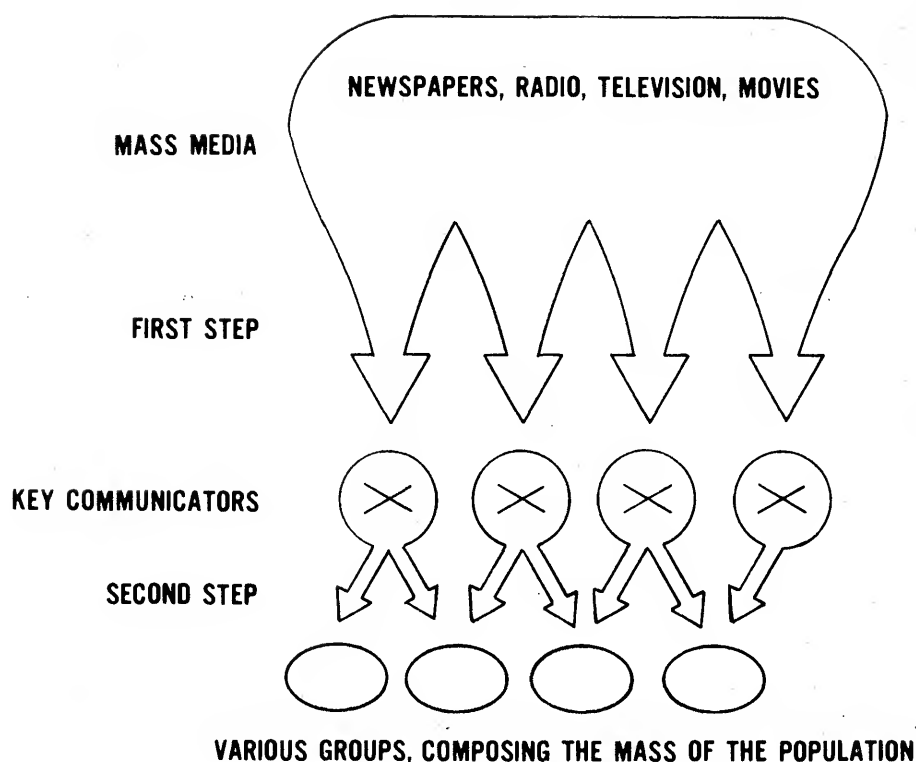 NEWSPAPERS, RADIO, TELEVISION, MOVIES
MASS MEDIA
FIRST STEP
KEY COMMUNICATORS
SECOND STEP
VARIOUS GROUPS, COMPOSING THE MASS OF THE POPULATION